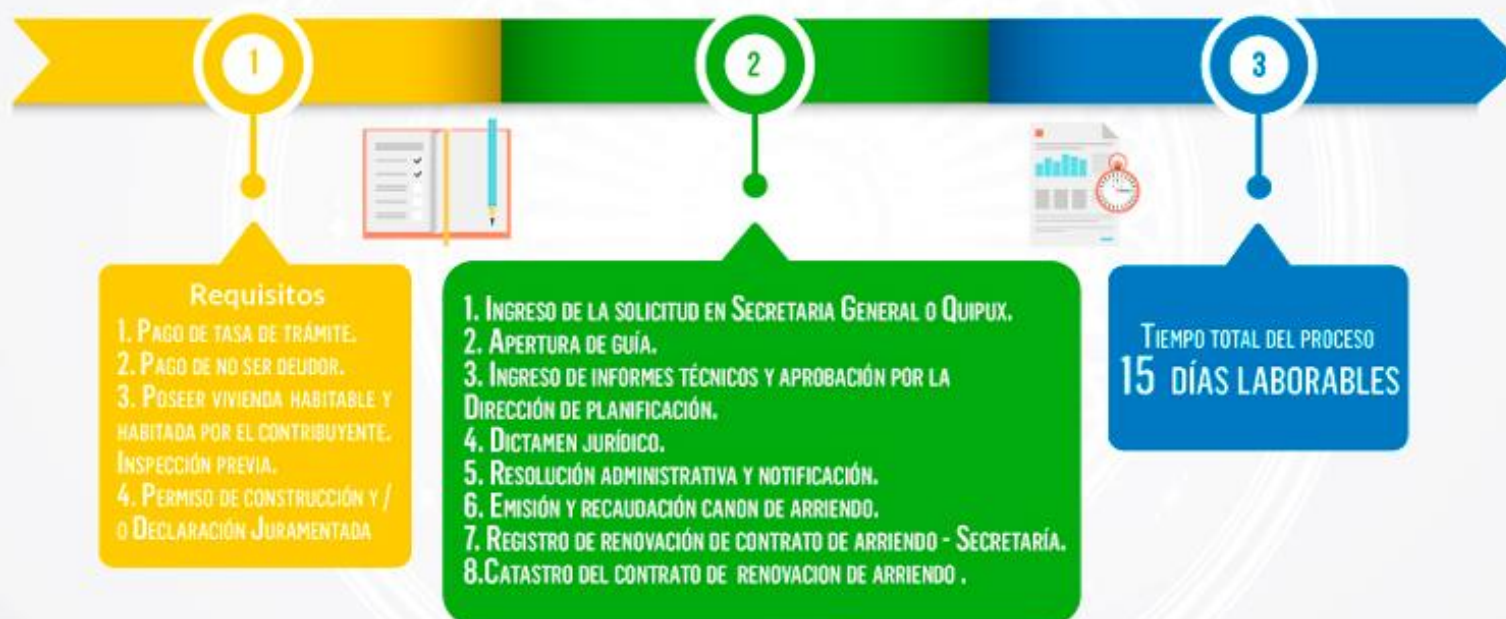 1
2
3
Requisitos
1. PAGO DE TASA DE TRÁMITE.
2. PAGO DE NO SER DEUDOR.
3. POSEER VIVIENDA HABITABLE Y
HABITADA POR EL CONTRIBUYENTE.
INSPECCIÓN PREVIA.
4. PERMISO DE CONSTRUCCIÓN Y /
O DECLARACIÓN JURAMENTADA
1. INGRESO DE LA SOLICITUD EN SECRETARIA GENERAL O QUIPUX.
2. APERTURA DE GUÍA.
3. INGRESO DE INFORMES TÉCNICOS Y APROBACIÓN POR LA
DIRECCIÓN DE PLANIFICACIÓN.
4. DICTAMEN JURÍDICO.
5. RESOLUCIÓN ADMINISTRATIVA Y NOTIFICACIÓN.
6. EMISIÓN Y RECAUDACIÓN CANON DE ARRIENDO.
7. REGISTRO DE RENOVACIÓN DE CONTRATO DE ARRIENDO - SECRETARÍA.
8.CATASTRO DEL CONTRATO DE RENOVACION DE ARRIENDO .
TIEMPO TOTAL DEL PROCESO
15 DÍAS LABORABLES